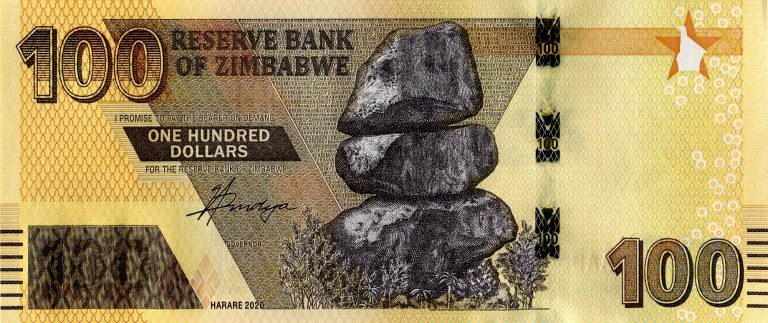 100
RESERVE BANK
OF ZIMBABWE
I PROMISE TO PAY THE BEARER ON DEMAND
ONE HUNDRED
DOLLARS
FOR THE RESERVE BANK OF ZIMBABWE
GOVERNOR
HARARE 2020
100
100
100
100